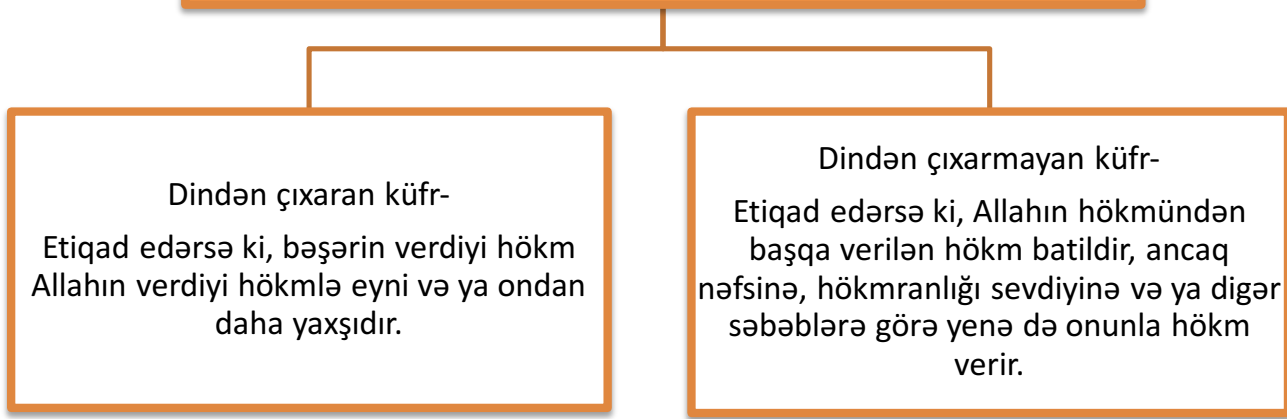 Dindən çıxaran küfr-
Etiqad edərsə ki, bəşərin verdiyi hökm
Allahın verdiyi hökmlə eyni və ya ondan
daha yaxşıdır.
Dindən çıxarmayan küfr-
Etiqad edərsə ki, Allahın hökmündən
başqa verilən hökm batildir, ancaq
nəfsinə, hökmranlığı sevdiyinə və ya digər
səbəblərə görə yenə də onunla hökm
verir.